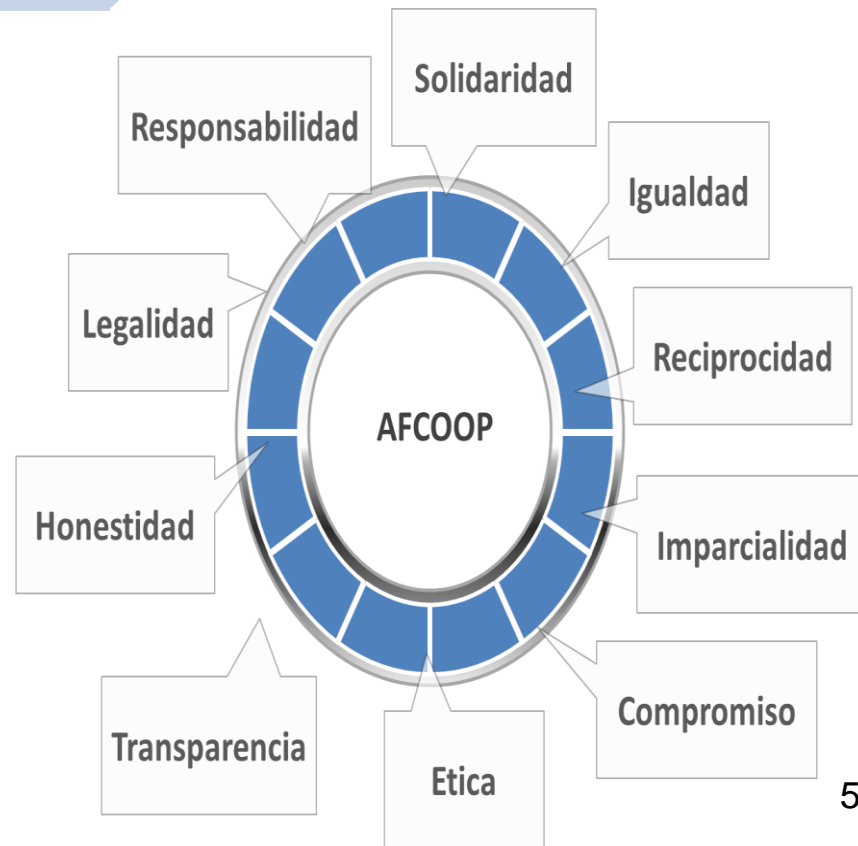 Solidaridad
Responsabilidad
Igualdad
Legalidad
Reciprocidad
AFCOOP
Honestidad
Imparcialidad
Compromiso
Transparencia
Etica
5